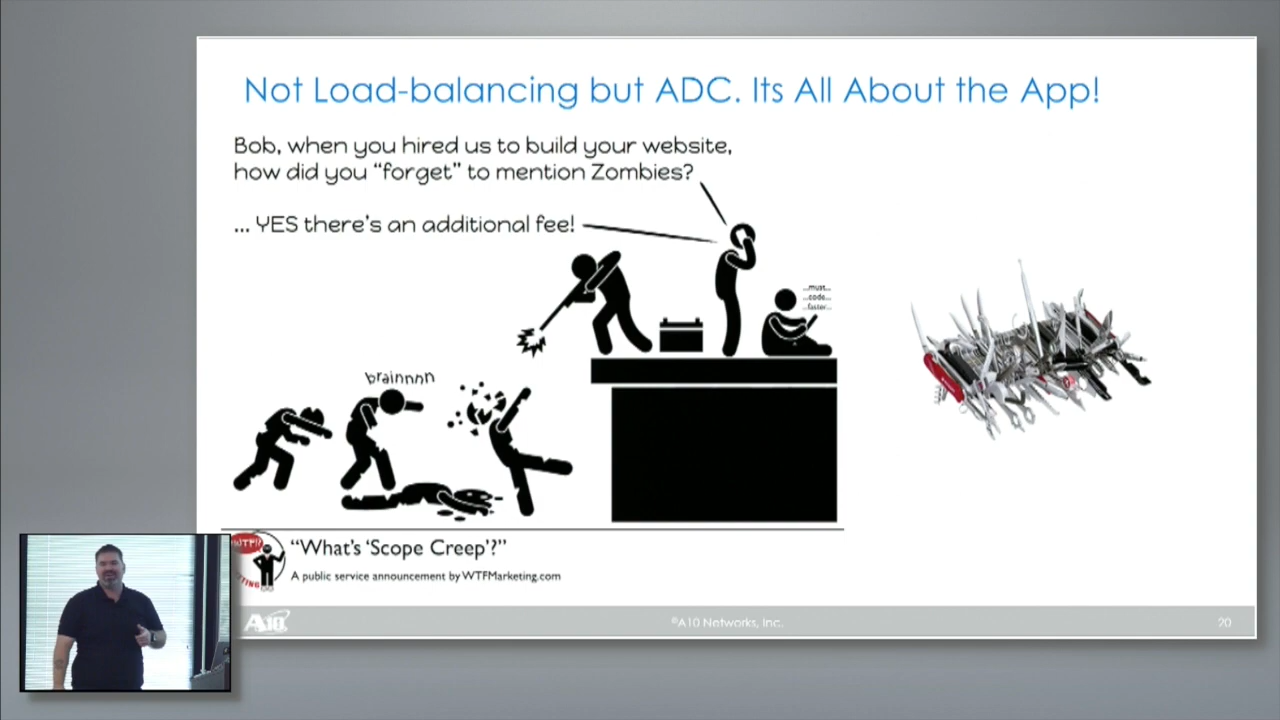 Not Load-balancing but ADC. Its All About the App!
Bob, when you hired us to build your website,
how did you “forget” to mention Zombies?
... YES there's an additional fee!
...must...
...code...
...faster...
brainnnn
WTF!?
"What's 'Scope Creep'?"
A public service announcement by WTFMarketing.com
A10
©A10 Networks, Inc.
20